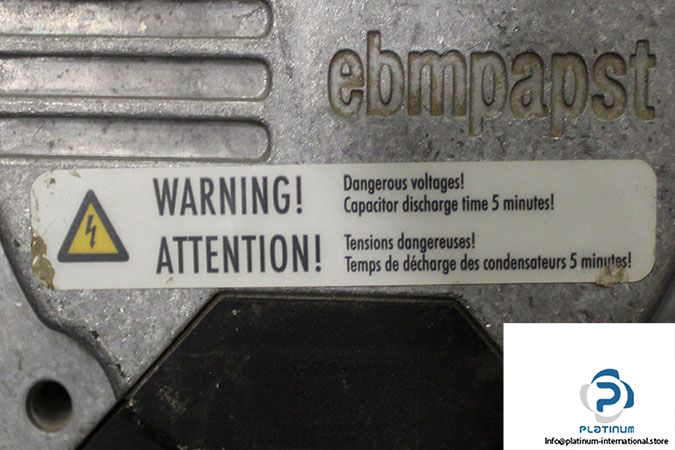 ebmpapst
WARNING!
Dangerous voltages!
Capacitor discharge time 5 minutes!
ATTENTION!
Tensions dangereuses!
Temps de décharge des condensateurs 5 minutes!
PLATINUM
Info@platinum-international.store